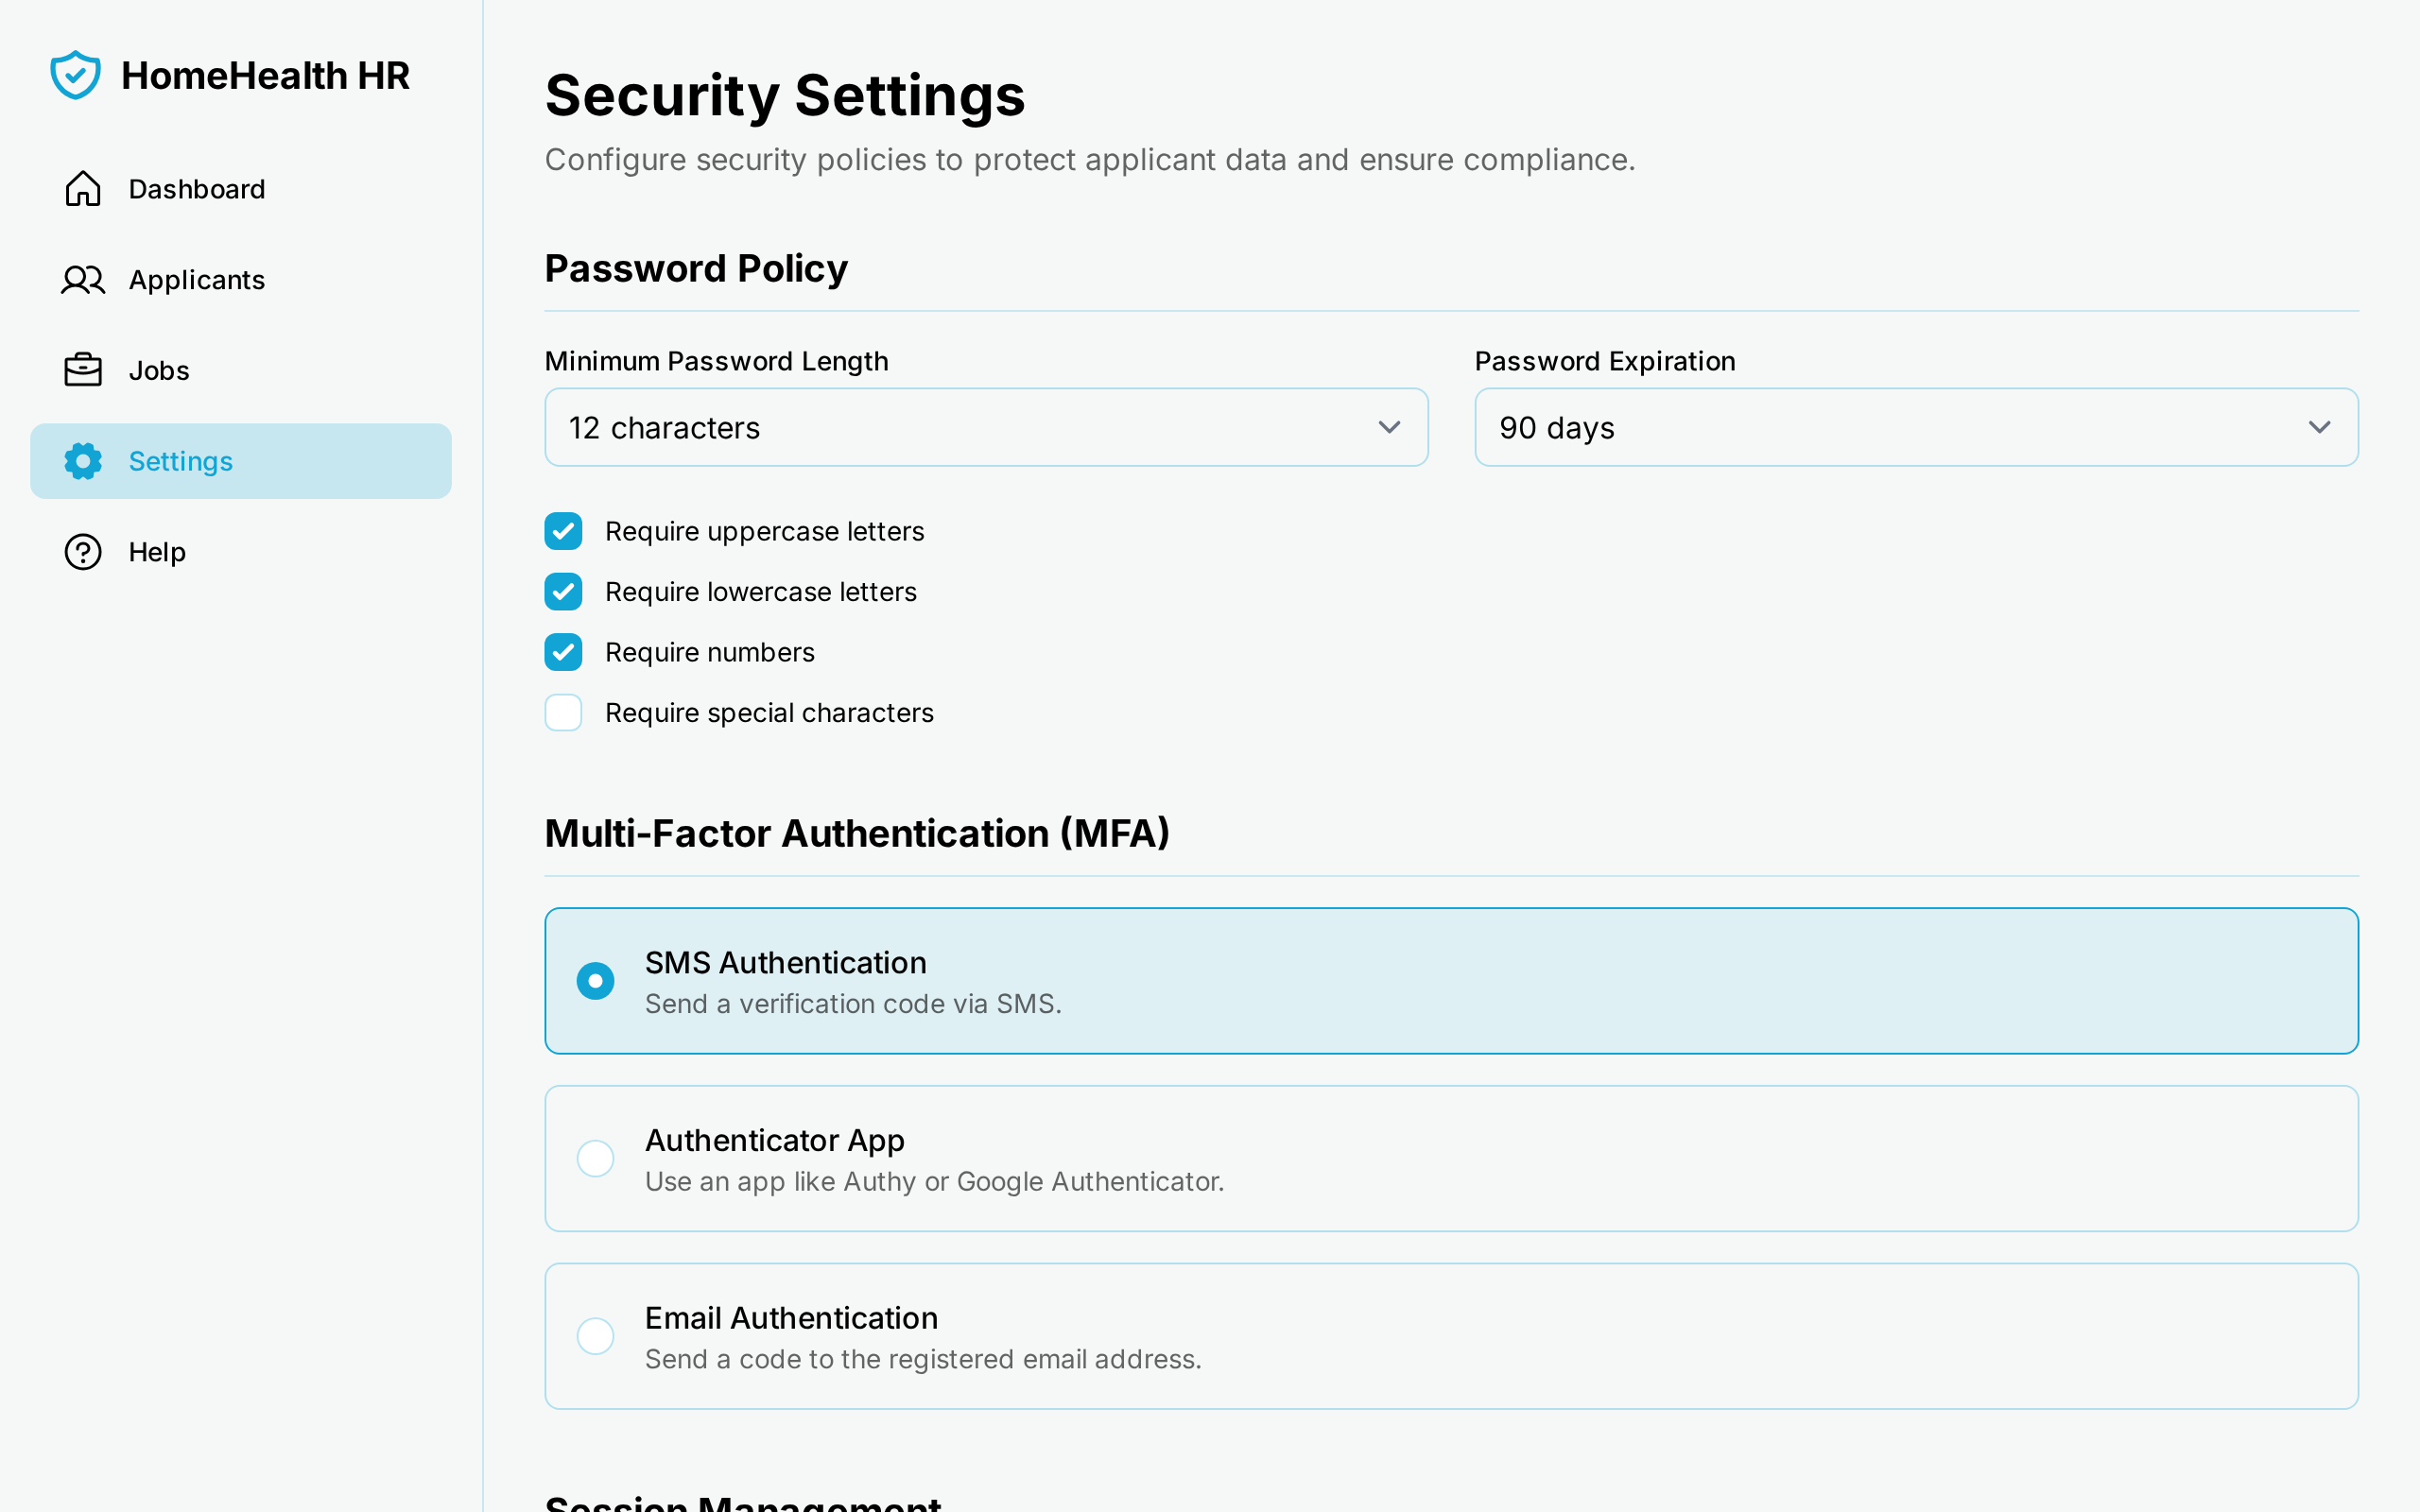 HomeHealth HR
Dashboard
Applicants
Jobs
Settings
Help
Security Settings
Configure security policies to protect applicant data and ensure compliance.
Password Policy
Minimum Password Length
12 characters
Password Expiration
90 days
Require uppercase letters
Require lowercase letters
Require numbers
Require special characters
Multi-Factor Authentication (MFA)
SMS Authentication
Send a verification code via SMS.
Authenticator App
Use an app like Authy or Google Authenticator.
Email Authentication
Send a code to the registered email address.
Session Management